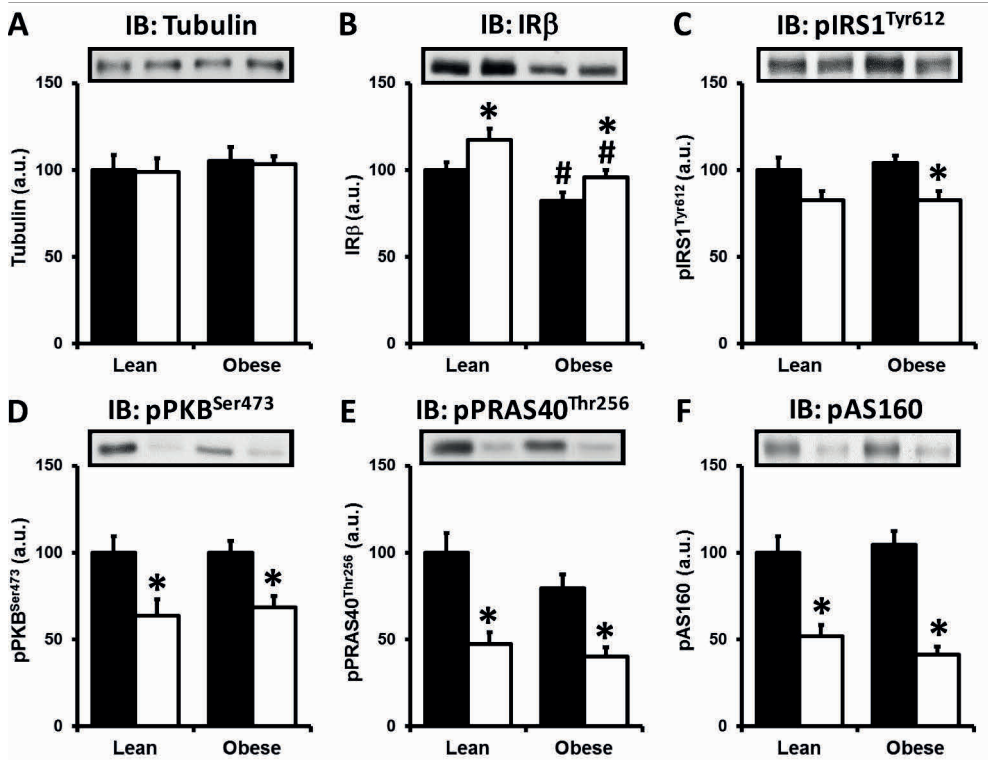 A IB: Tubulin
150
100
50
0
Tubulin (a.u.)
Lean Obese
B IB: IRβ
150
100
50
0
IRβ (a.u.)
* # * #
Lean Obese
C IB: pIRS1Tyr612
150
100
50
0
pIRS1Tyr612 (a.u.)
*
Lean Obese
D IB: pPKBSer473
150
100
50
0
pPKBSer473 (a.u.)
* *
Lean Obese
E IB: pPRAS40Thr256
150
100
50
0
pPRAS40Thr256 (a.u.)
* *
Lean Obese
F IB: pAS160
150
100
50
0
pAS160 (a.u.)
* *
Lean Obese